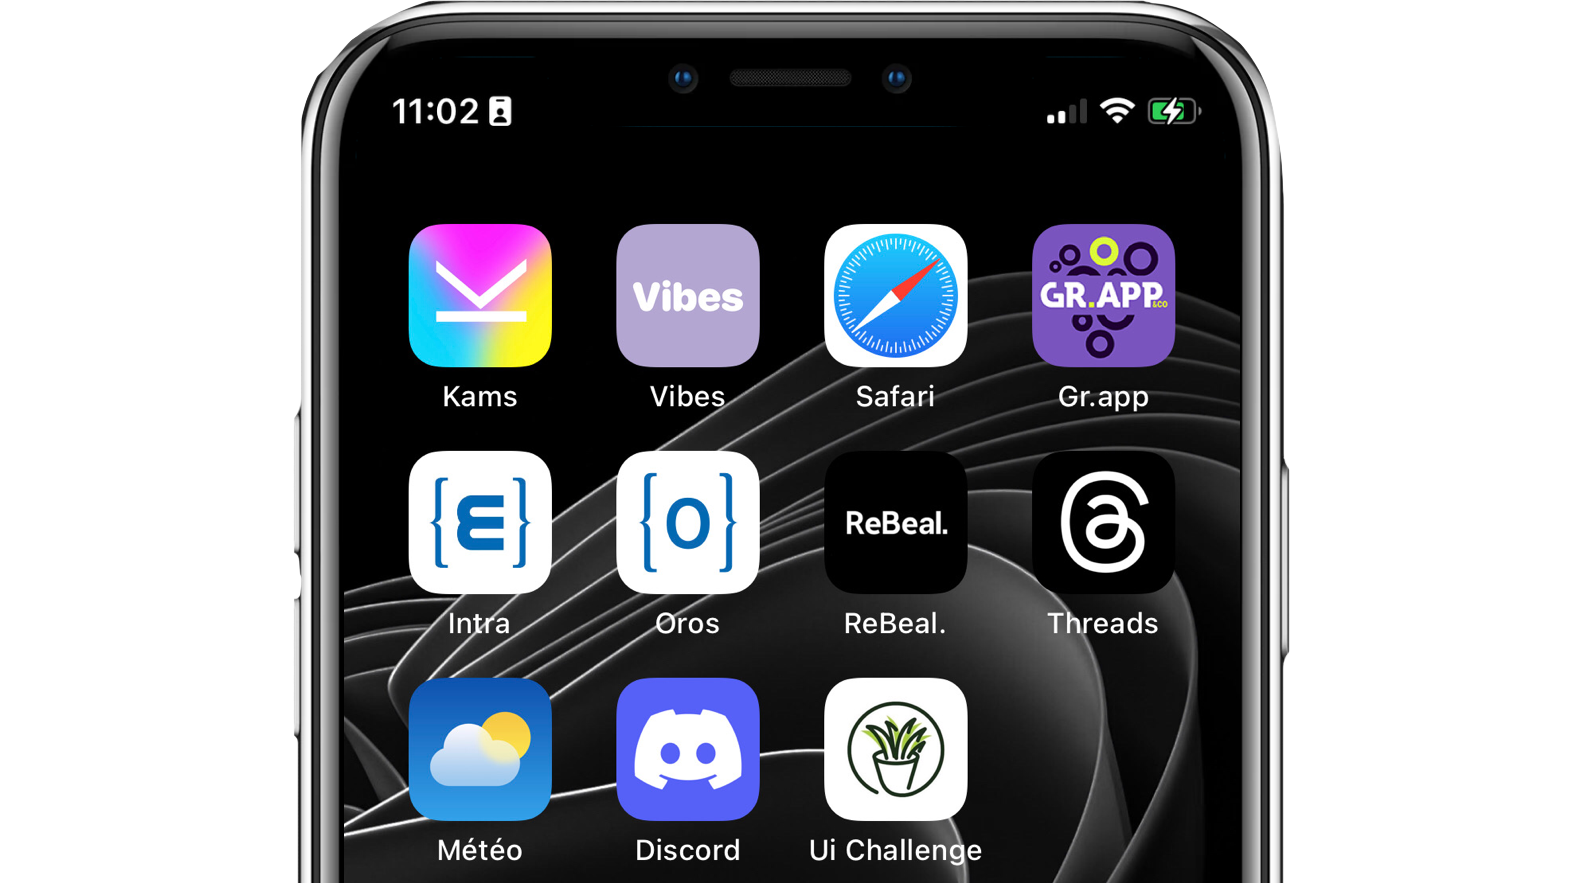 11:02
Vibes
GR.APP
&CO
Kams
Vibes
Safari
Gr.app
{E}
{O}
ReBeal.
Intra
Oros
ReBeal.
Threads
Météo
Discord
Ui Challenge